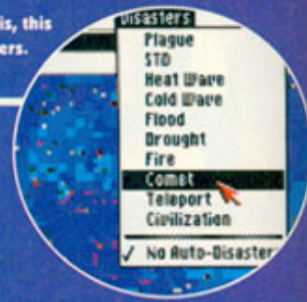 is, this
ers.
Disasters
Plague
STD
Heat Wave
Cold Wave
Flood
Drought
Fire
Comet
Teleport
Civilization
✓ No Auto-Disaster